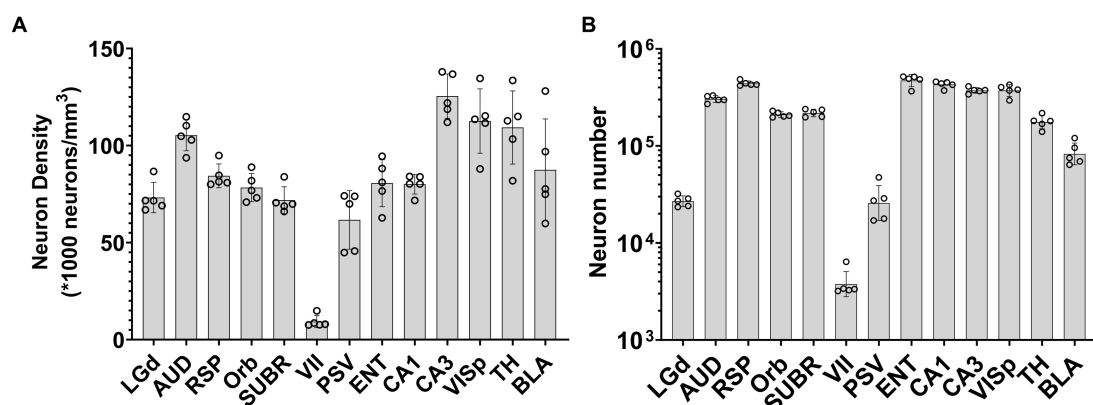 A
Neuron Density
(*1000 neurons/mm³)
150
100
50
0
LGd
AUD
RSP
Orb
SUBR
VII
PSV
ENT
CA1
CA3
VISp
TH
BLA
B
Neuron number
10⁶
10⁵
10⁴
10³
LGd
AUD
RSP
Orb
SUBR
VII
PSV
ENT
CA1
CA3
VISp
TH
BLA